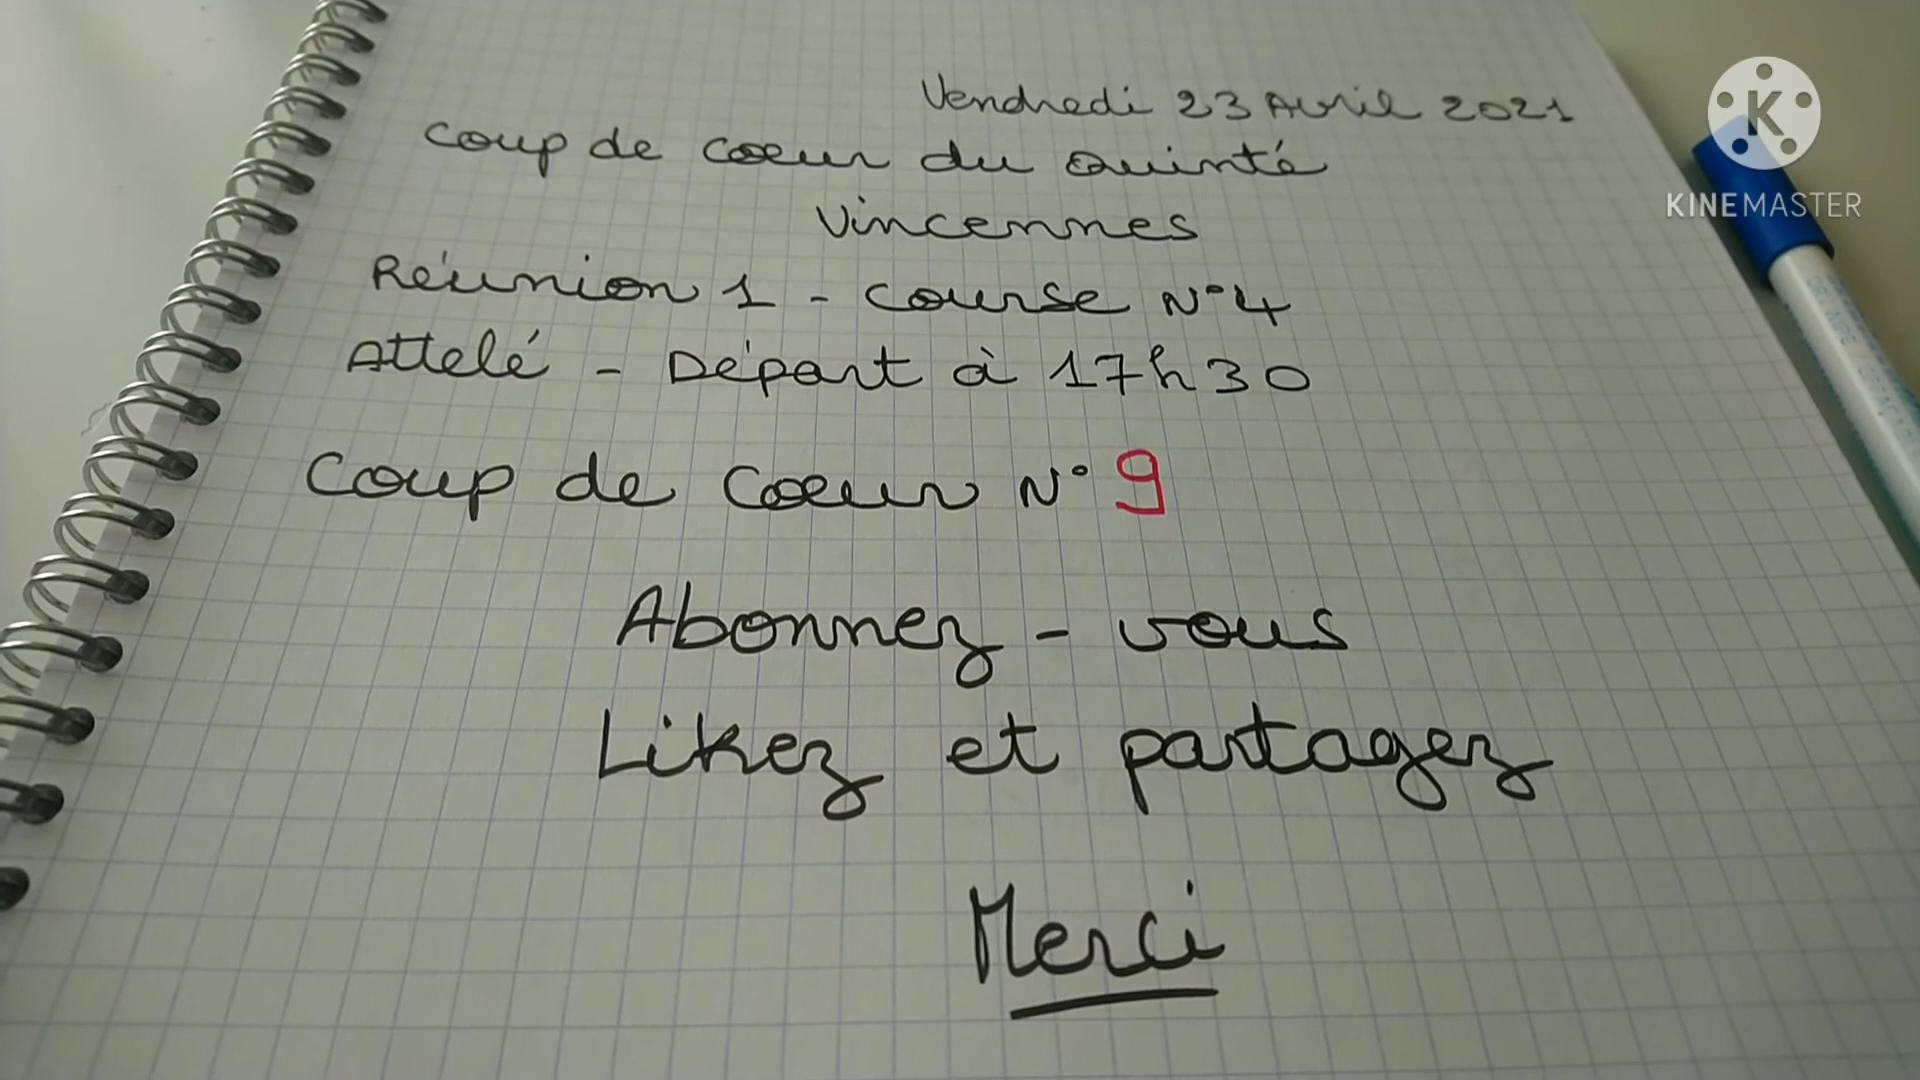 Vendredi 23 Avril 2021
Coup de coeur du Quinté
Vincennes
Réunion 1 - Course N°4
Attelé - Départ à 17h30
Coup de Coeur N° 9
Abonnez-vous
Likez et partagez
Merci
K
KINEMASTER